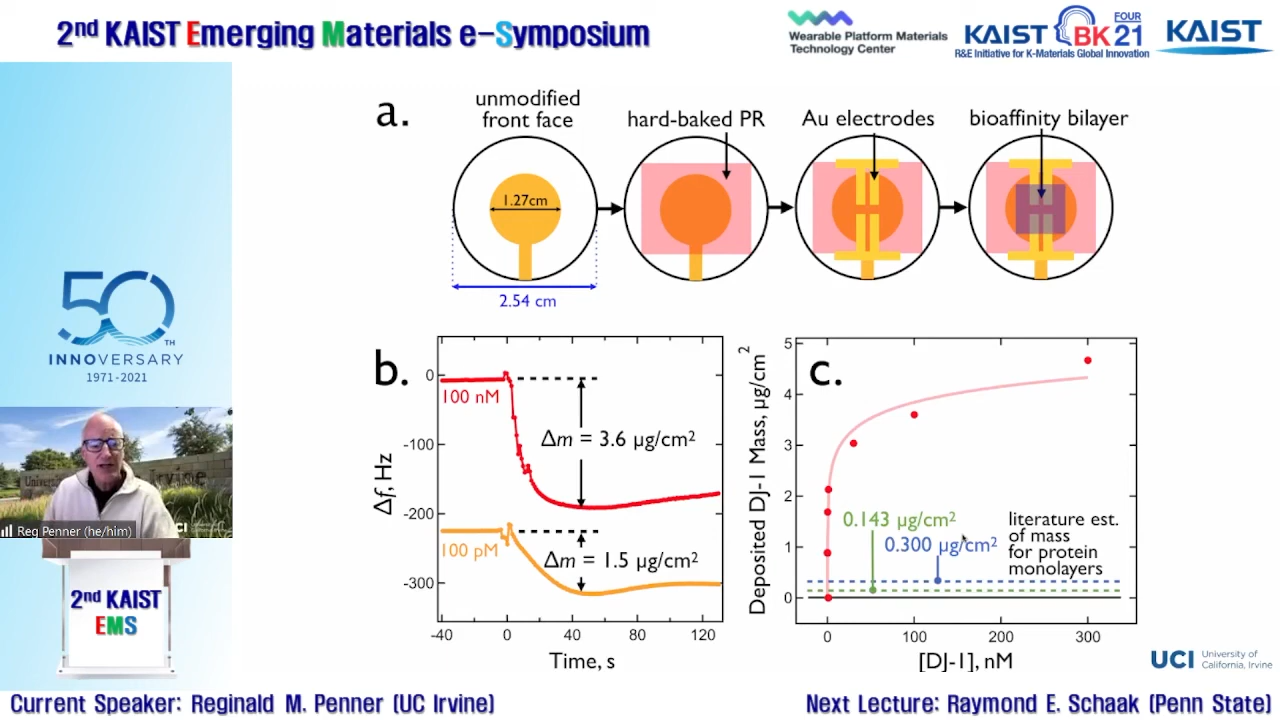 2nd KAIST Emerging Materials e-Symposium
Wearable Platform Materials
Technology Center
KAIST BK21 FOUR
R&E Initiative for K-Materials Global Innovation
KAIST
50TH
INNOVERSARY
1971-2021
Reg Penner (he/him)
UCI
2nd KAIST
EMS
a.
unmodified
front face
hard-baked PR
Au electrodes
bioaffinity bilayer
1.27cm
2.54 cm
b.
0
-100
-200
-300
Δf, Hz
100 nM
Δm = 3.6 μg/cm2
100 pM
Δm = 1.5 μg/cm2
-40
0
40
80
120
Time, s
c.
5
4
3
2
1
0
Deposited DJ-1 Mass, μg/cm2
0.143 μg/cm2
0.300 μg/cm2
literature est.
of mass
for protein
monolayers
0
100
200
300
[DJ-1], nM
UCI University of
California, Irvine
Current Speaker: Reginald M. Penner (UC Irvine)
Next Lecture: Raymond E. Schaak (Penn State)